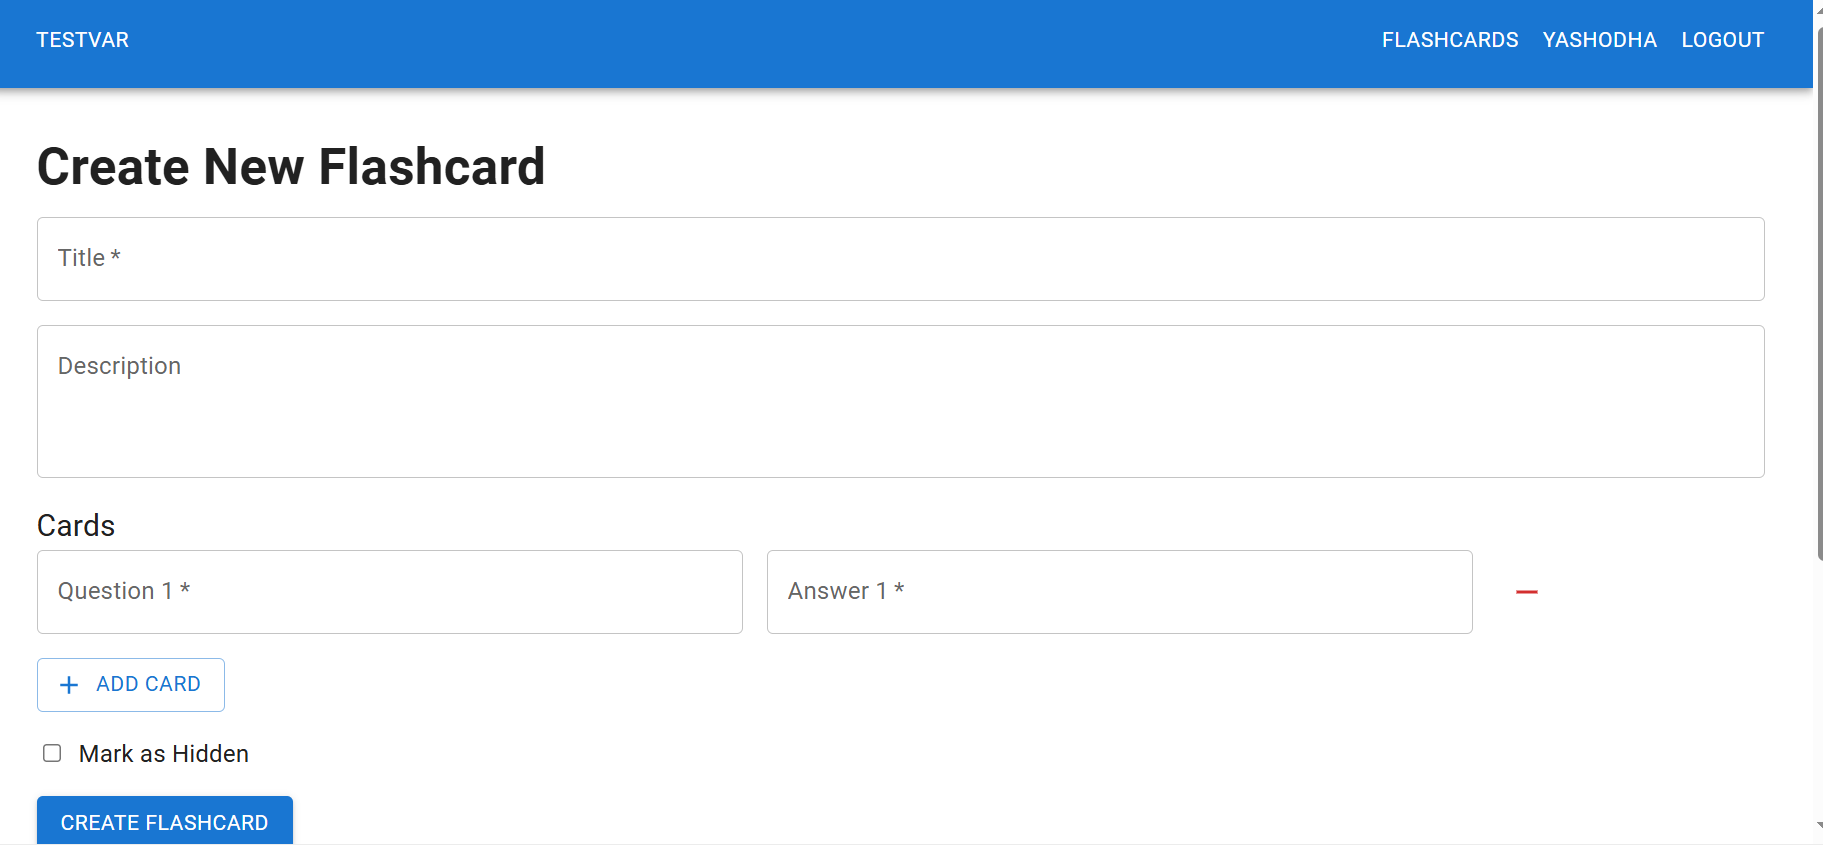 TESTVAR FLASHCARDS YASHODHA LOGOUT
Create New Flashcard
Title *
Description
Cards
Question 1 * Answer 1 *
ADD CARD
Mark as Hidden
CREATE FLASHCARD